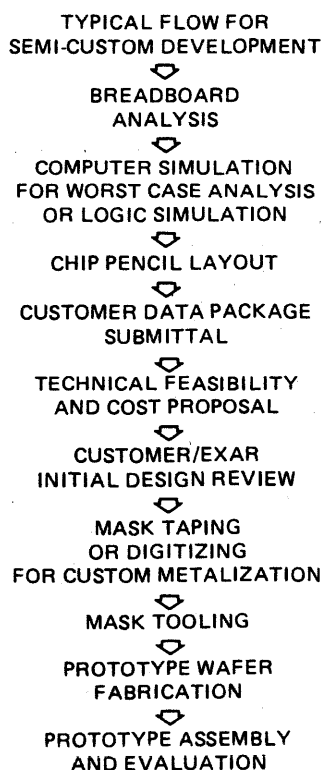 TYPICAL FLOW FOR
SEMI-CUSTOM DEVELOPMENT
BREADBOARD
ANALYSIS
COMPUTER SIMULATION
FOR WORST CASE ANALYSIS
OR LOGIC SIMULATION
CHIP PENCIL LAYOUT
CUSTOMER DATA PACKAGE
SUBMITTAL
TECHNICAL FEASIBILITY
AND COST PROPOSAL
CUSTOMER/EXAR
INITIAL DESIGN REVIEW
MASK TAPING
OR DIGITIZING
FOR CUSTOM METALIZATION
MASK TOOLING
PROTOTYPE WAFER
FABRICATION
PROTOTYPE ASSEMBLY
AND EVALUATION